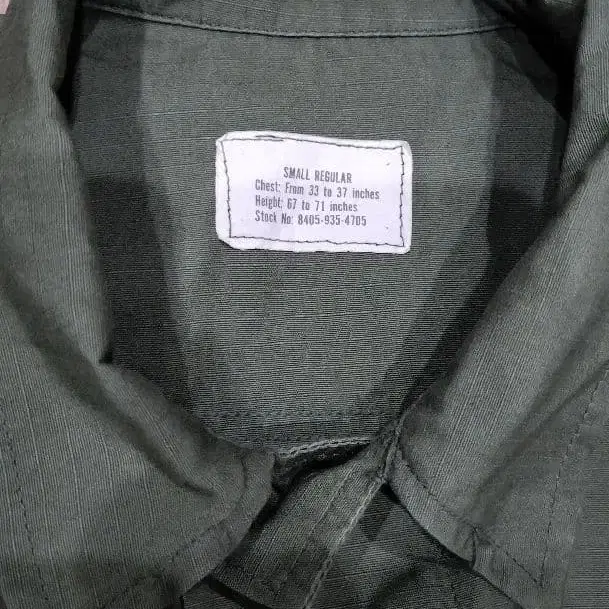 SMALL REGULAR
Chest: From 33 to 37 inches
Height: 67 to 71 inches
Stock No: 8405-935-4705